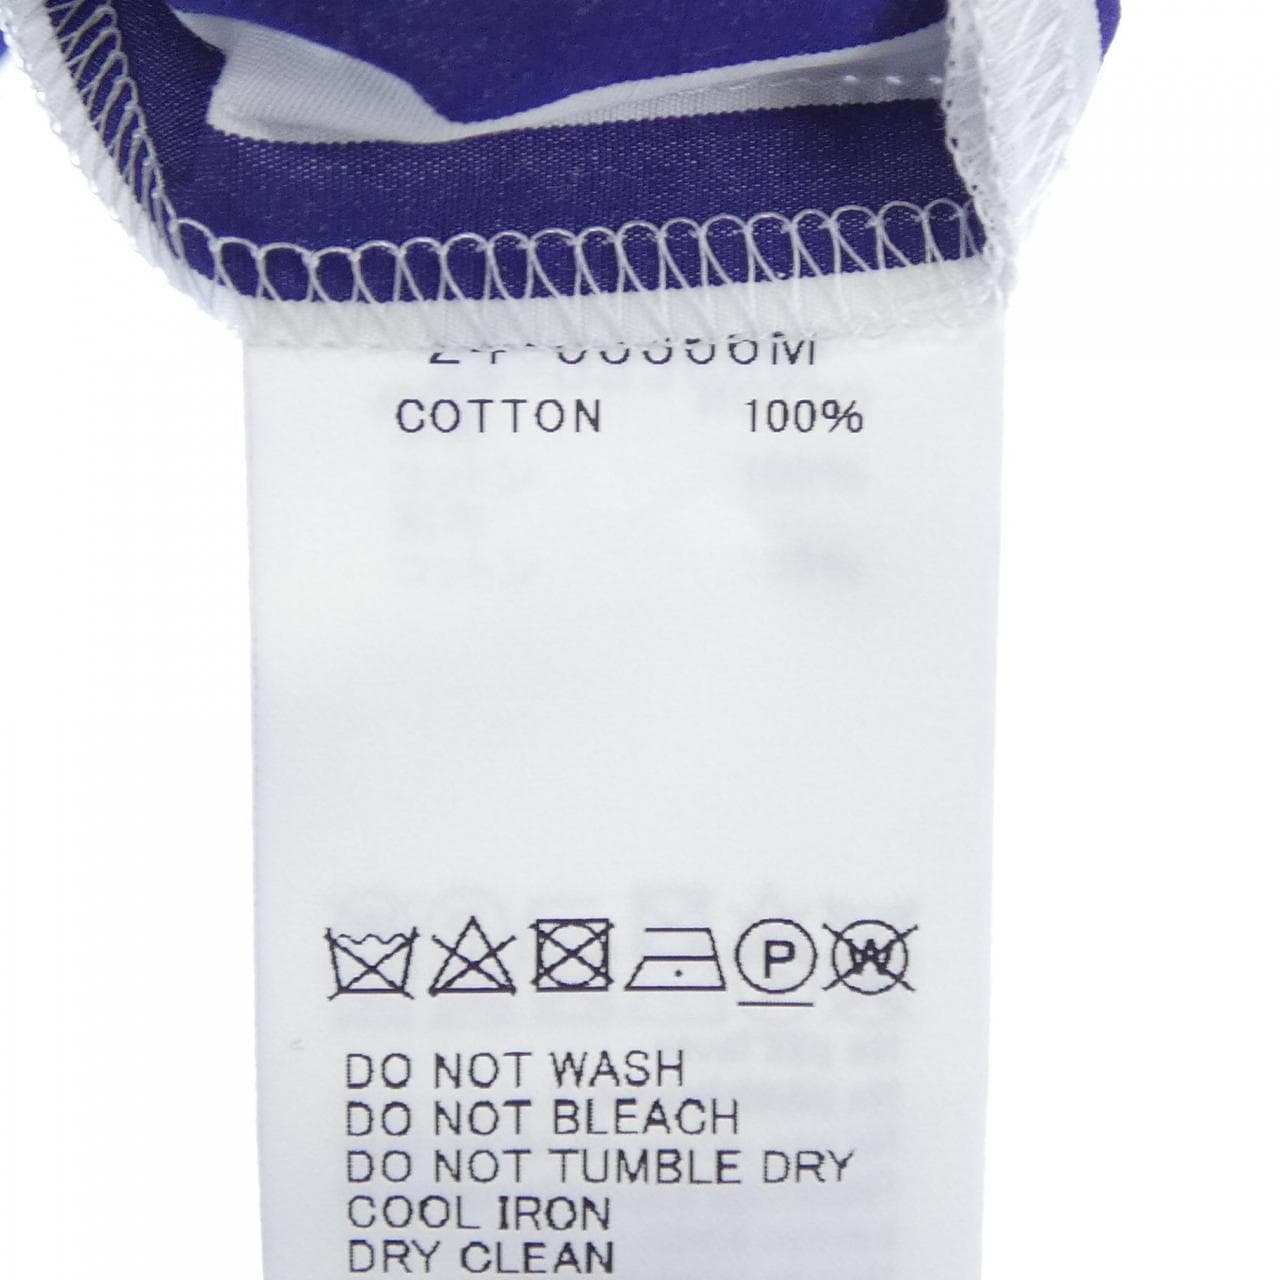 COTTON 100%
P W
DO NOT WASH
DO NOT BLEACH
DO NOT TUMBLE DRY
COOL IRON
DRY CLEAN